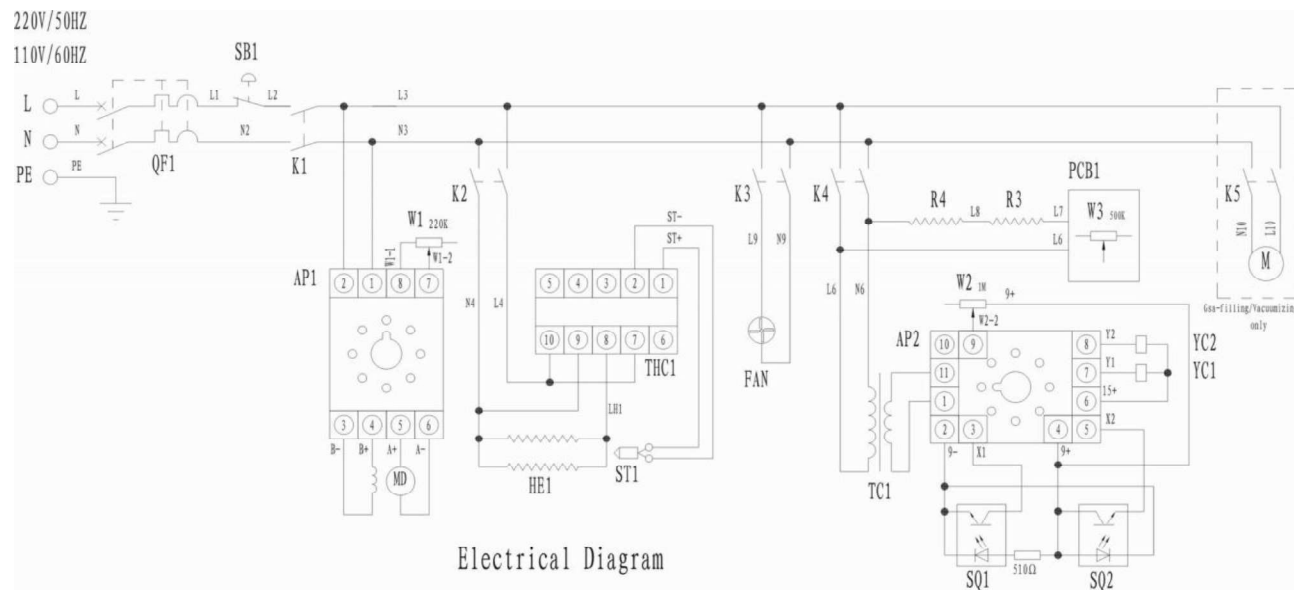 220V/50HZ
110V/60HZ
SB1
L L L1 L2 L3
N N N2 N3
QF1 K1
PE PE
K2 K3 K4 K5
PCB1
R4 L8 R3 L7
W3 500K
L6
W1 220K
W1-1 W1-2
ST-
ST+
L9 N9
N10 L10
M
Gsa-filling/Vacuumizing
only
AP1
2 1 8 7
N4 L4
5 4 3 2 1
10 9 8 7 6
THC1
FAN
L6 N6
W2 1M 9+
W2-2
AP2
10 9 8 Y2 YC2
11 7 Y1 YC1
1 6 15+
2 3 4 5 X2
9- X1 9+
3 4 5 6
B- B+ A+ A-
MD
LH1
HE1
ST1
TC1
510Ω
SQ1 SQ2
Electrical Diagram